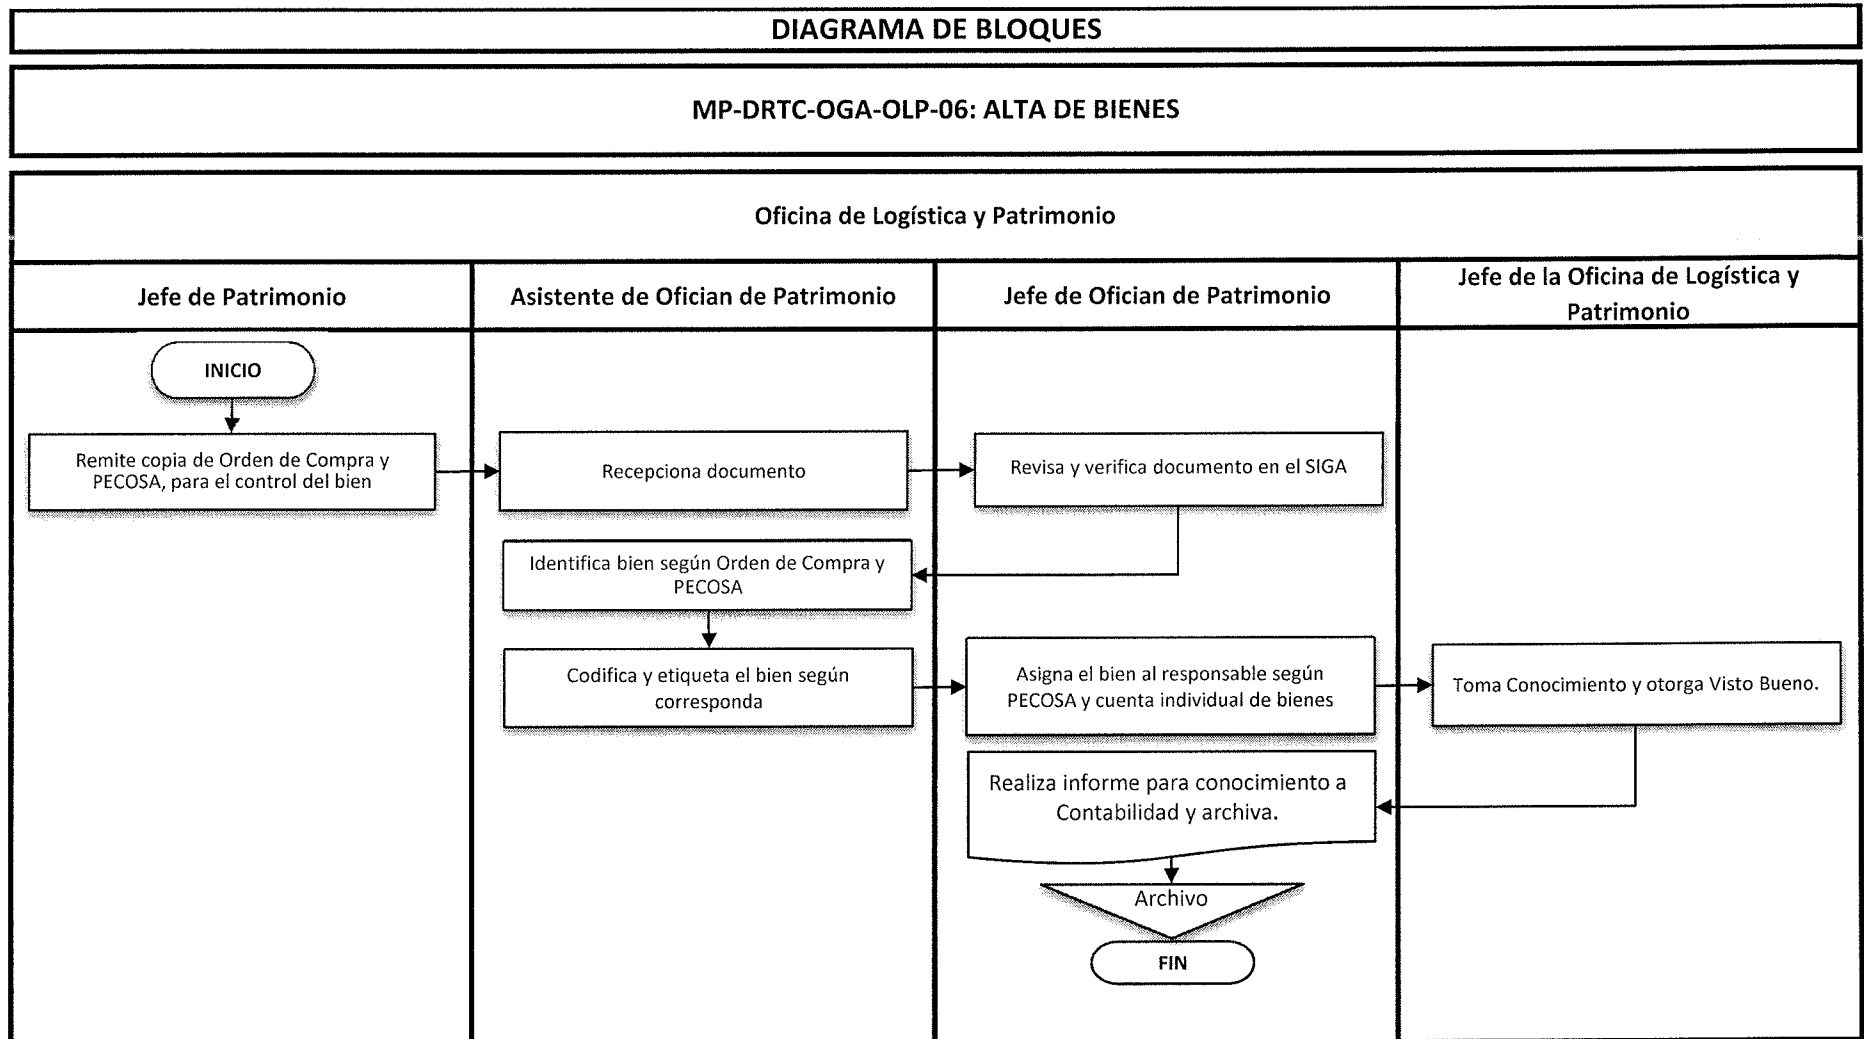 DIAGRAMA DE BLOQUES
MP-DRTC-OGA-OLP-06: ALTA DE BIENES
Oficina de Logística y Patrimonio
Jefe de Patrimonio
Asistente de Ofician de Patrimonio
Jefe de Ofician de Patrimonio
Jefe de la Oficina de Logística y
Patrimonio
INICIO
Remite copia de Orden de Compra y
PECOSA, para el control del bien
Recepciona documento
Revisa y verifica documento en el SIGA
Identifica bien según Orden de Compra y
PECOSA
Codifica y etiqueta el bien según
corresponda
Asigna el bien al responsable según
PECOSA y cuenta individual de bienes
Toma Conocimiento y otorga Visto Bueno.
Realiza informe para conocimiento a
Contabilidad y archiva.
Archivo
FIN